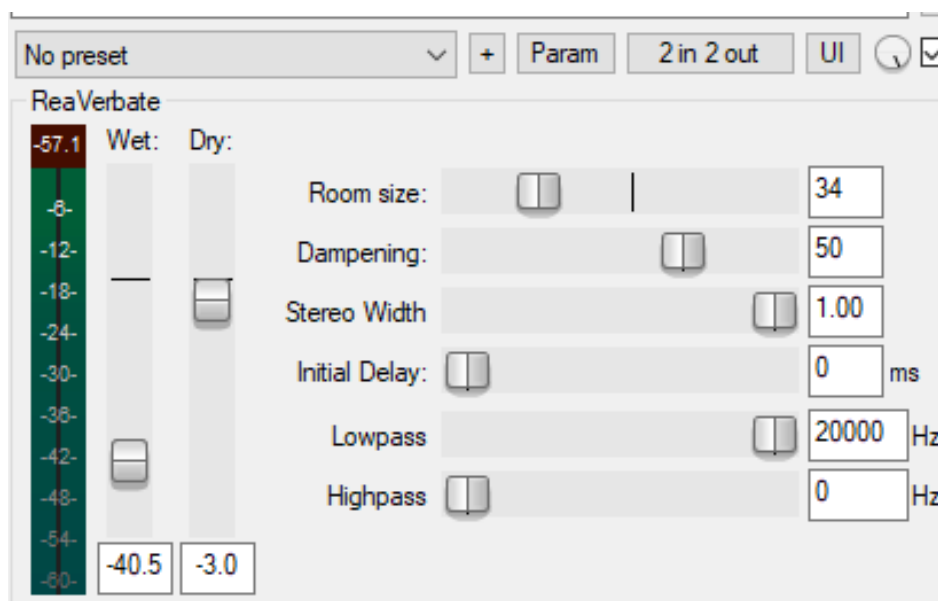 No preset
+
Param
2 in 2 out
UI
ReaVerbate
-57.1
Wet:
Dry:
-6-
-12-
-18-
-24-
-30-
-36-
-42-
-48-
-54-
-60-
-40.5
-3.0
Room size:
34
Dampening:
50
Stereo Width
1.00
Initial Delay:
0
ms
Lowpass
20000
Hz
Highpass
0
Hz